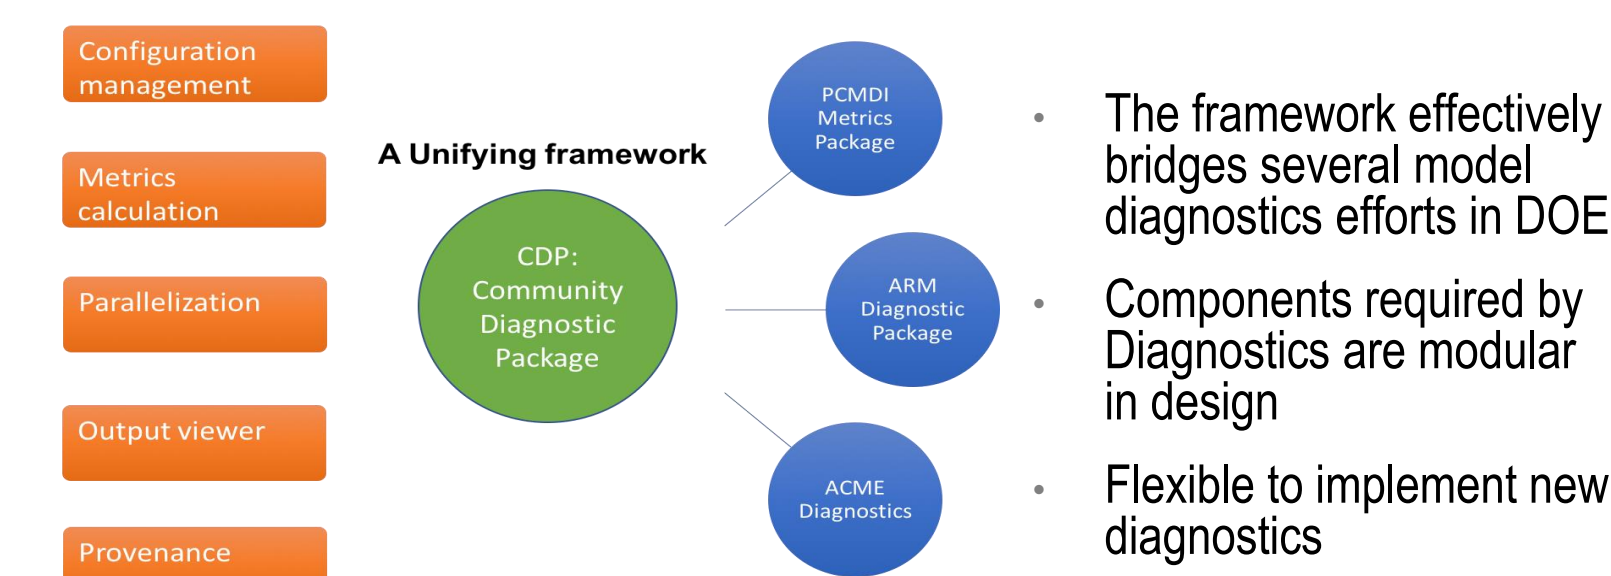 Configuration
management
Metrics
calculation
Parallelization
Output viewer
Provenance
A Unifying framework
CDP:
Community
Diagnostic
Package
PCMDI
Metrics
Package
ARM
Diagnostic
Package
ACME
Diagnostics
• The framework effectively
bridges several model
diagnostics efforts in DOE
• Components required by
Diagnostics are modular
in design
• Flexible to implement new
diagnostics